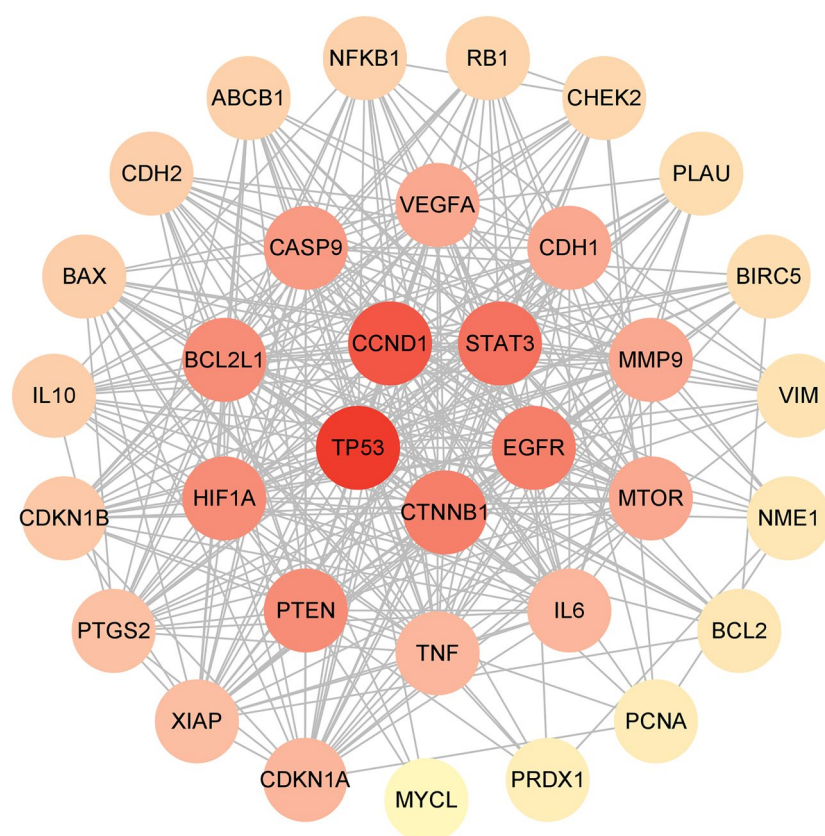 NFKB1
RB1
ABCB1
CHEK2
CDH2
PLAU
VEGFA
CASP9
CDH1
BAX
BIRC5
CCND1
STAT3
BCL2L1
MMP9
IL10
VIM
TP53
EGFR
HIF1A
MTOR
CTNNB1
CDKN1B
NME1
PTEN
IL6
PTGS2
BCL2
TNF
XIAP
PCNA
CDKN1A
PRDX1
MYCL